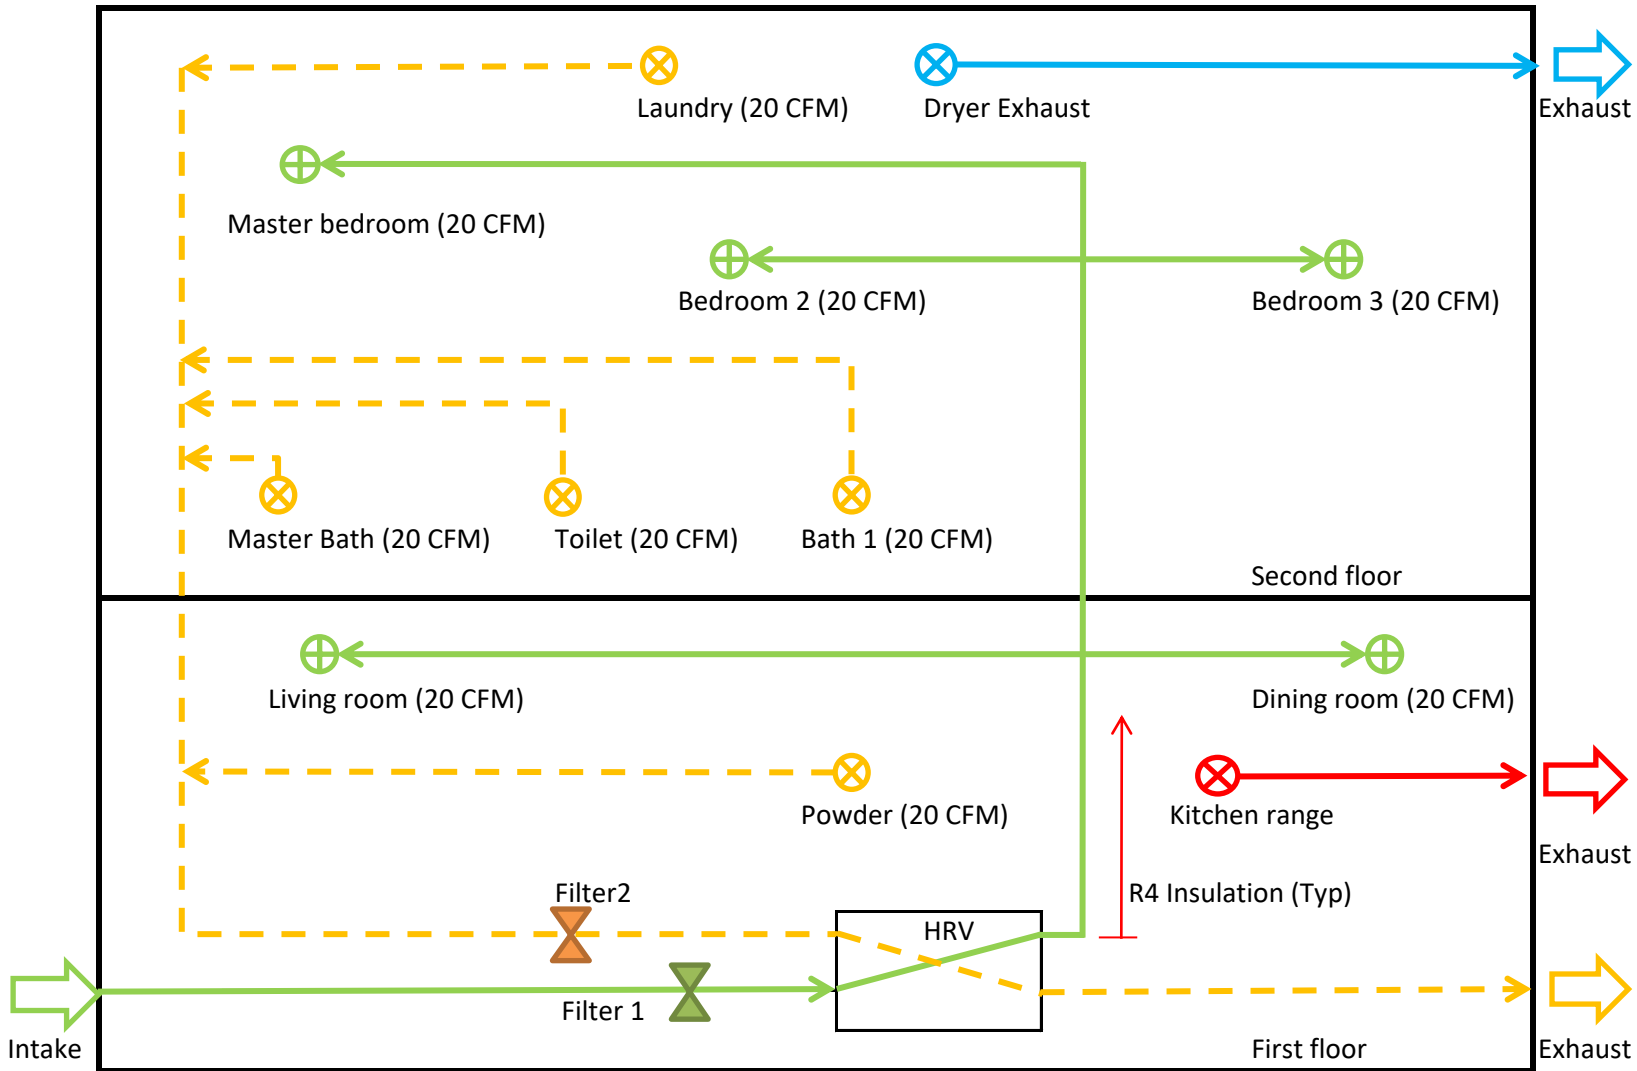 Laundry (20 CFM)
Dryer Exhaust
Exhaust
Master bedroom (20 CFM)
Bedroom 2 (20 CFM)
Bedroom 3 (20 CFM)
Master Bath (20 CFM)
Toilet (20 CFM)
Bath 1 (20 CFM)
Second floor
Living room (20 CFM)
Dining room (20 CFM)
Powder (20 CFM)
Kitchen range
Exhaust
Filter2
R4 Insulation (Typ)
HRV
Filter 1
Intake
First floor
Exhaust